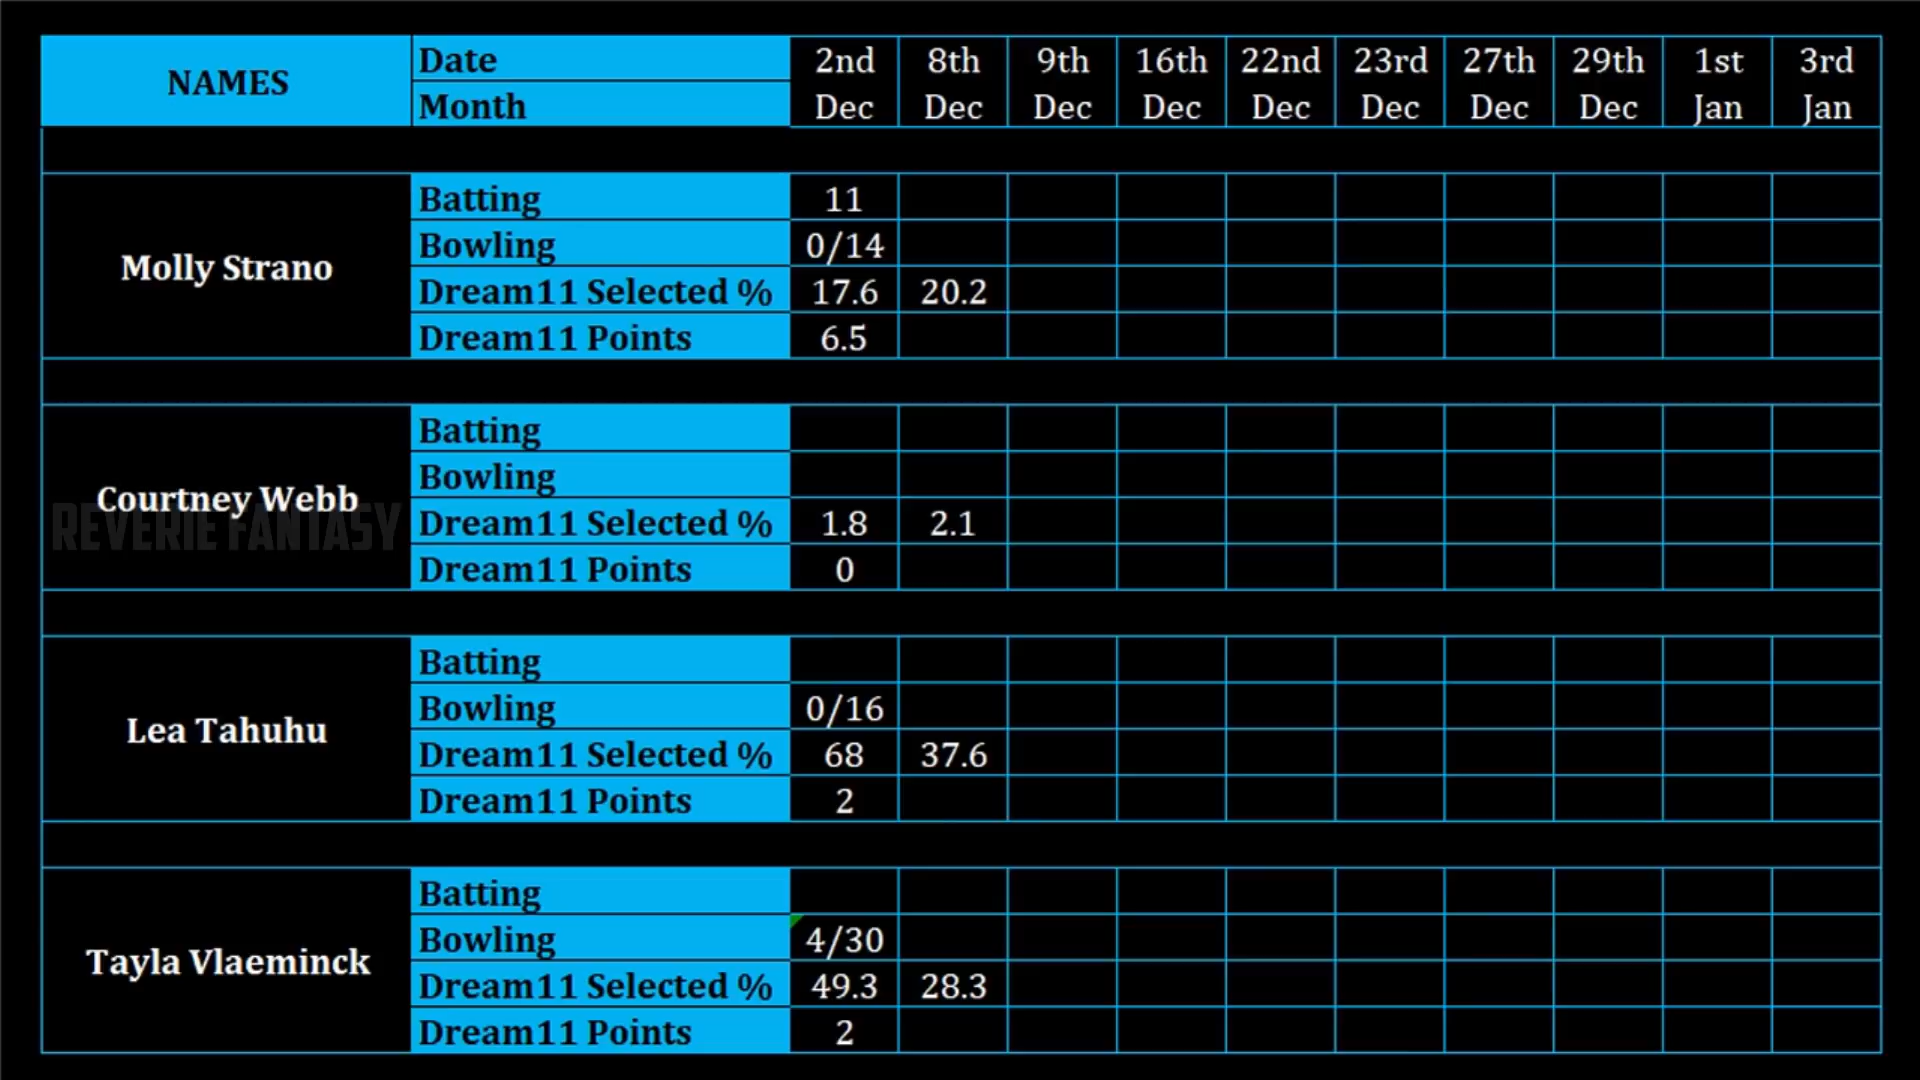 NAMES Date 2nd 8th 9th 16th 22nd 23rd 27th 29th 1st 3rd
Month Dec Dec Dec Dec Dec Dec Dec Dec Jan Jan
Molly Strano
Batting 11
Bowling 0/14
Dream11 Selected % 17.6 20.2
Dream11 Points 6.5
Courtney Webb
REVERIE FANTASY
Batting
Bowling
Dream11 Selected % 1.8 2.1
Dream11 Points 0
Lea Tahuhu
Batting
Bowling 0/16
Dream11 Selected % 68 37.6
Dream11 Points 2
Tayla Vlaeminck
Batting
Bowling 4/30
Dream11 Selected % 49.3 28.3
Dream11 Points 2